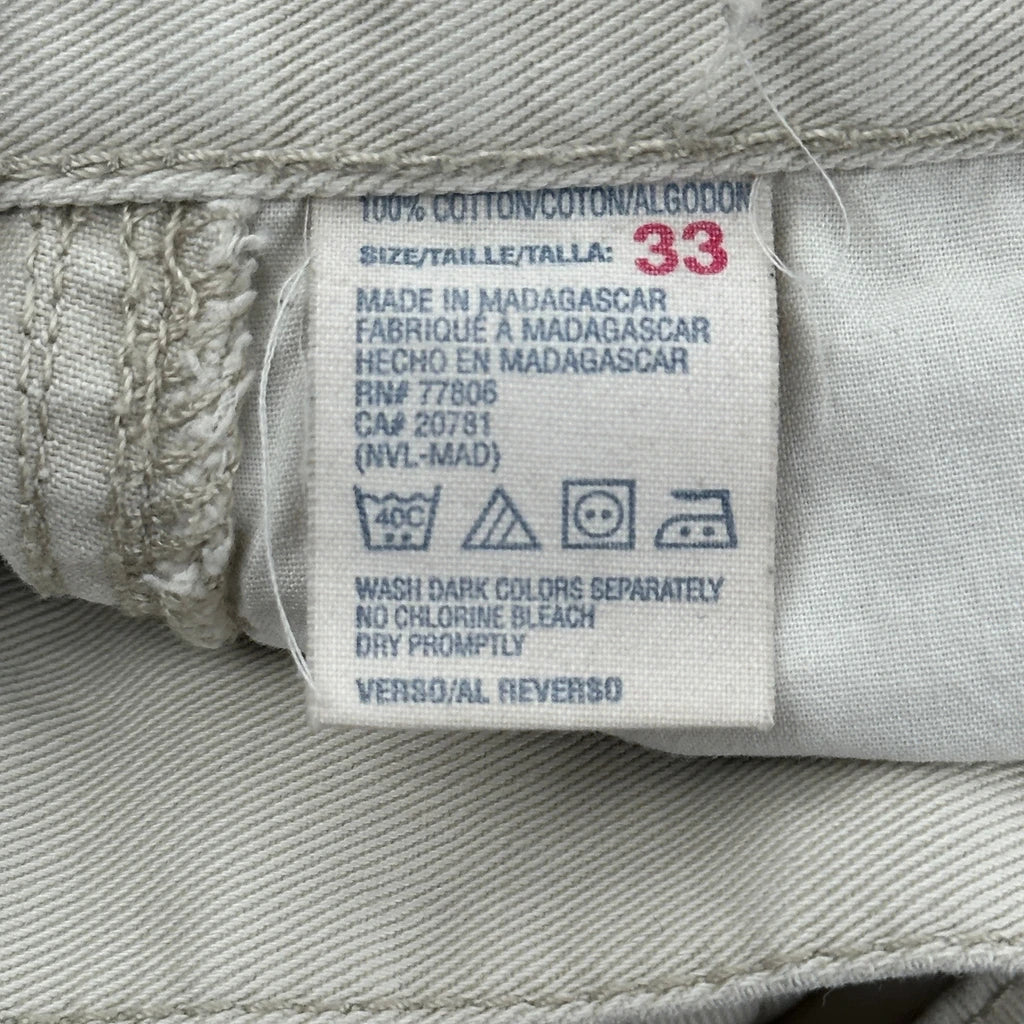 100% COTTON/COTON/ALGODON
SIZE/TAILLE/TALLA: 33
MADE IN MADAGASCAR
FABRIQUÉ À MADAGASCAR
HECHO EN MADAGASCAR
RN# 77806
CA# 20781
(NVL-MAD)
40C
WASH DARK COLORS SEPARATELY
NO CHLORINE BLEACH
DRY PROMPTLY
VERSO/AL REVERSO